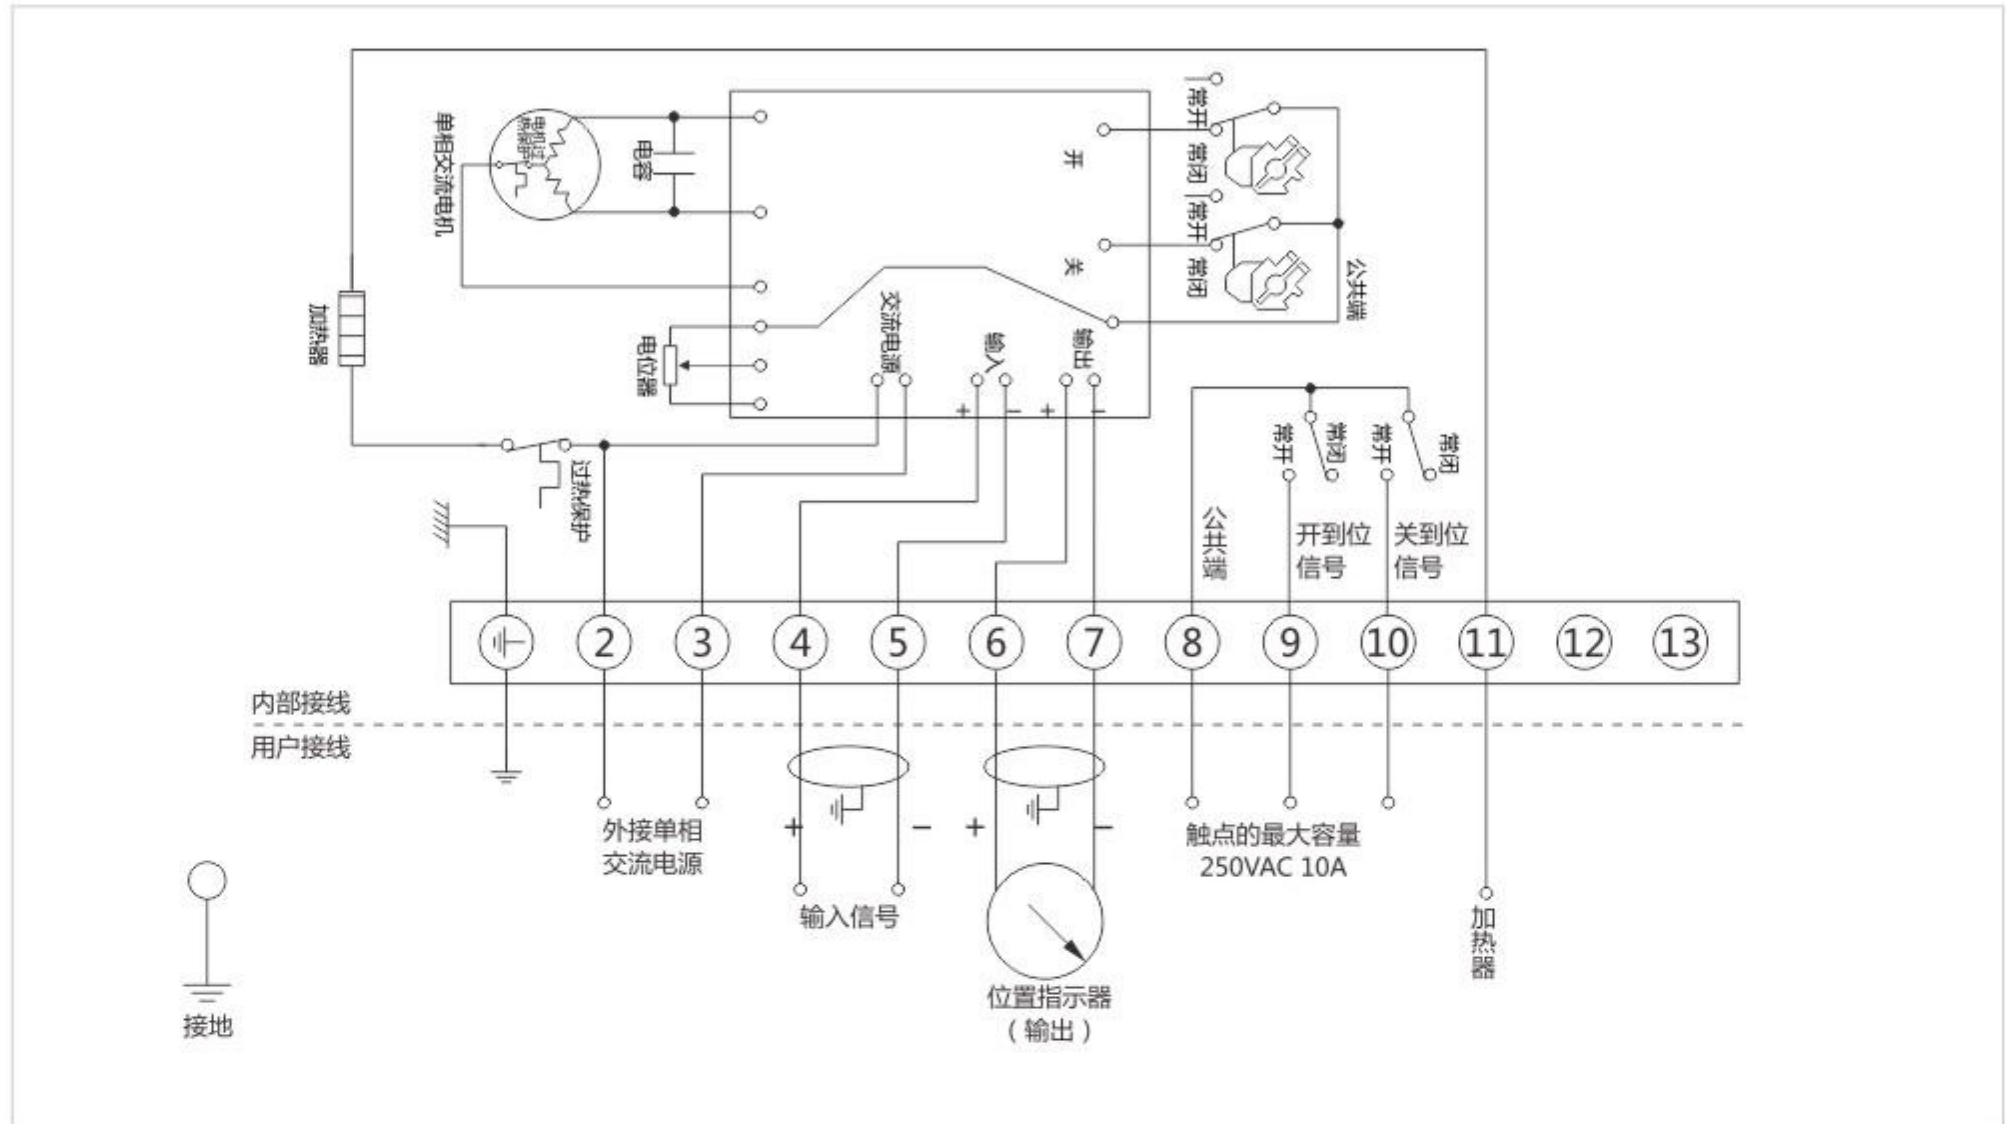 单相交流电机
电机过
热保护
电容
加热器
电位器
过热保护
交流电源
输入
+
−
输出
+
−
开
关
常开
常闭
常开
常闭
公共端
公共端
常开
常闭
常开
常闭
开到位
信号
关到位
信号
2
3
4
5
6
7
8
9
10
11
12
13
内部接线
用户接线
外接单相
交流电源
+
−
输入信号
+
−
位置指示器
（输出）
触点的最大容量
250VAC 10A
加热器
接地